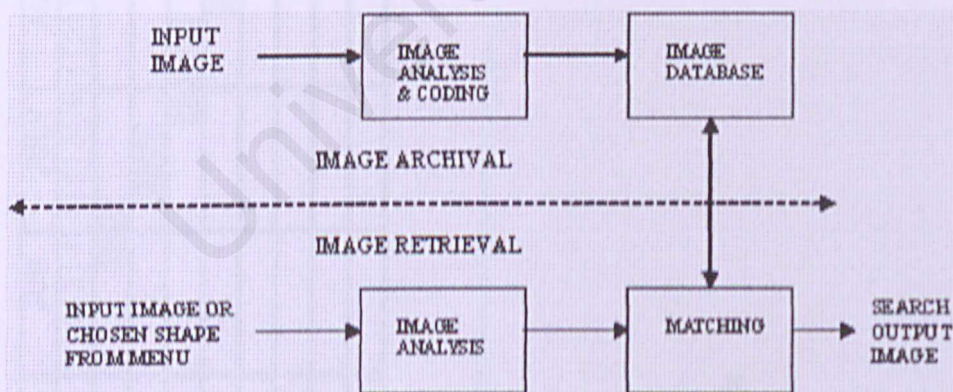 INPUT
IMAGE
IMAGE
ANALYSIS
& CODING
IMAGE
DATABASE
IMAGE ARCHIVAL
IMAGE RETRIEVAL
INPUT IMAGE OR
CHOSEN SHAPE
FROM MENU
IMAGE
ANALYSIS
MATCHING
SEARCH
OUTPUT
IMAGE
Univer